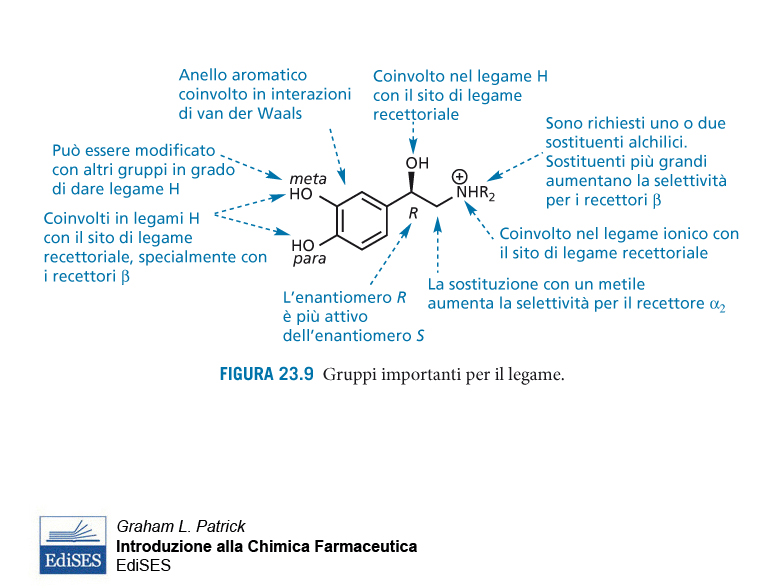 Anello aromatico
coinvolto in interazioni
di van der Waals
Coinvolto nel legame H
con il sito di legame
recettoriale
Sono richiesti uno o due
sostituenti alchilici.
Sostituenti più grandi
aumentano la selettività
per i recettori β
Può essere modificato
con altri gruppi in grado
di dare legame H
meta
HO
OH
⊕
NHR2
R
Coinvolti in legami H
con il sito di legame
recettoriale, specialmente con
i recettori β
HO
para
Coinvolto nel legame ionico con
il sito di legame recettoriale
L'enantiomero R
è più attivo
dell'enantiomero S
La sostituzione con un metile
aumenta la selettività per il recettore α2
FIGURA 23.9 Gruppi importanti per il legame.
EdiSES
Graham L. Patrick
Introduzione alla Chimica Farmaceutica
EdiSES